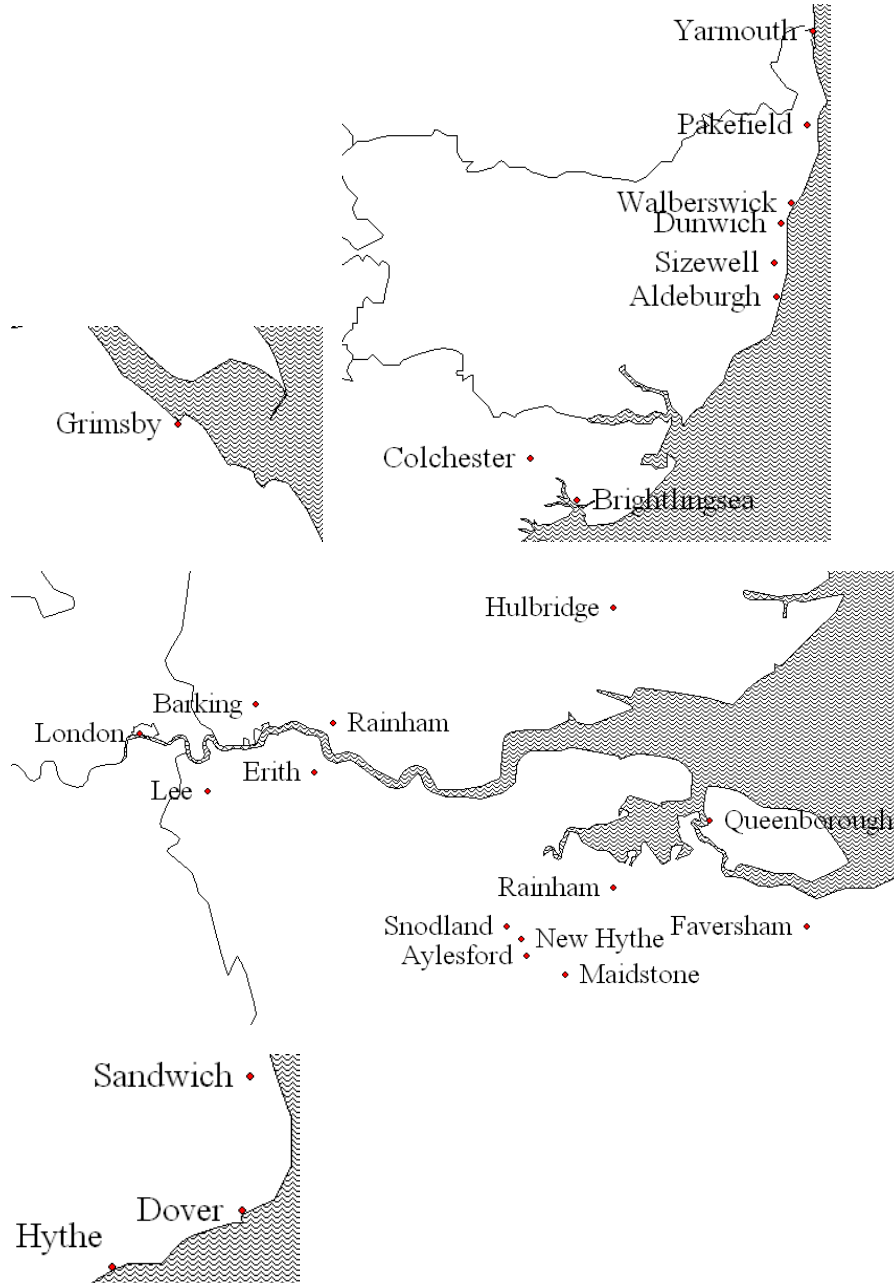 Yarmouth
Pakefield
Walberswick
Dunwich
Sizewell
Aldeburgh
Grimsby
Colchester
Brightlingsea
Hulbridge
Barking
Rainham
London
Erith
Lee
Queenborough
Rainham
Snodland
Faversham
New Hythe
Aylesford
Maidstone
Sandwich
Dover
Hythe